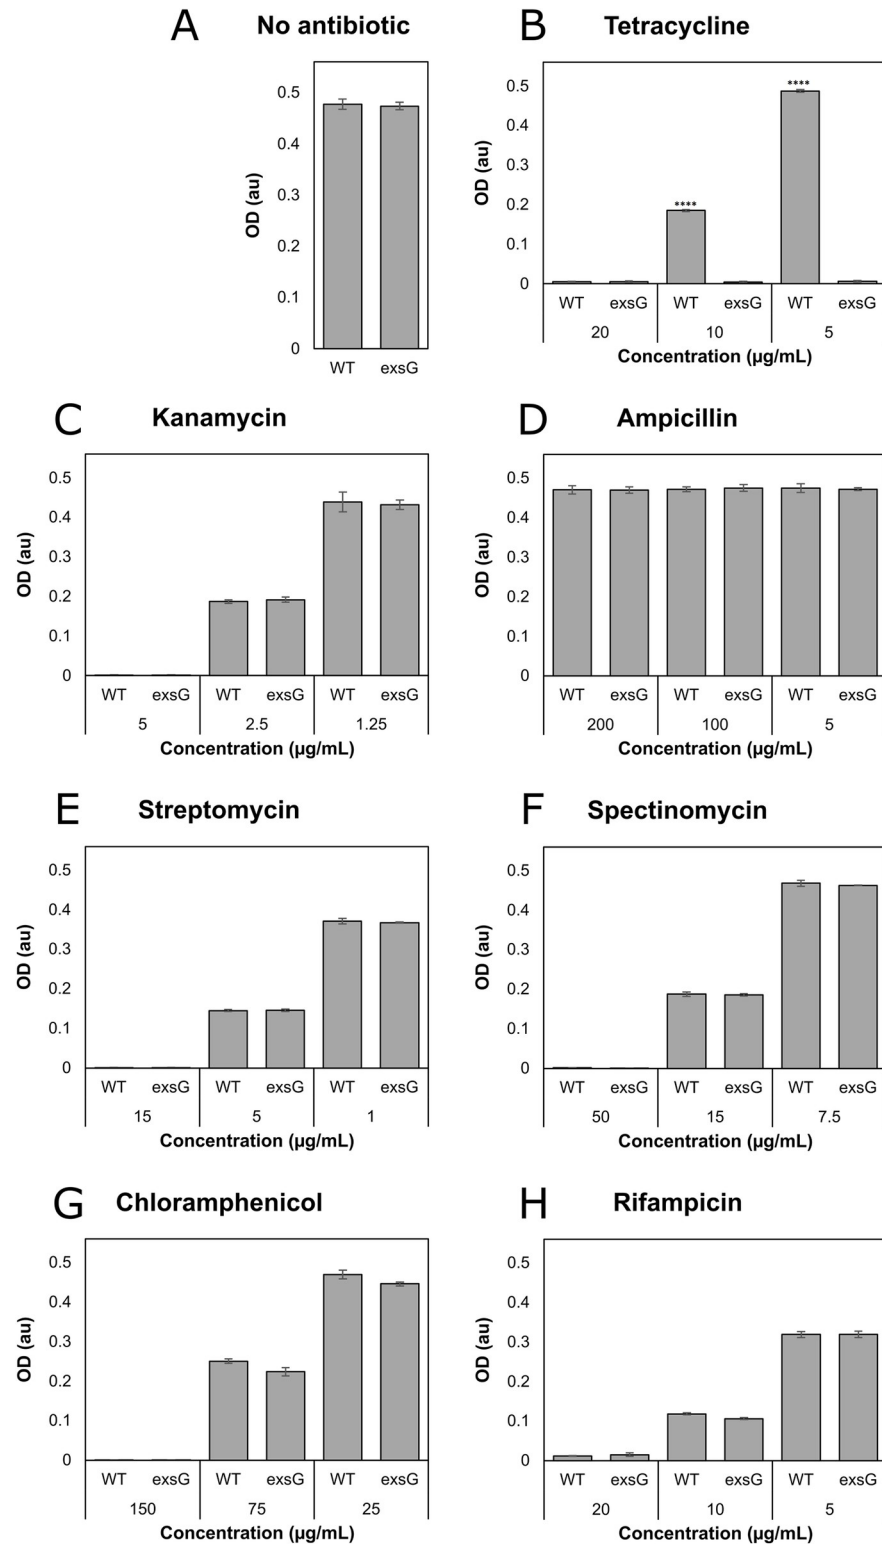 A No antibiotic
OD (au)
0.5
0.4
0.3
0.2
0.1
0
WT exsG
B Tetracycline
OD (au)
0.5
0.4
0.3
0.2
0.1
0
**** ****
WT exsG WT exsG WT exsG
20 10 5
Concentration (µg/mL)
C Kanamycin
OD (au)
0.5
0.4
0.3
0.2
0.1
0
WT exsG WT exsG WT exsG
5 2.5 1.25
Concentration (µg/mL)
D Ampicillin
OD (au)
0.5
0.4
0.3
0.2
0.1
0
WT exsG WT exsG WT exsG
200 100 5
Concentration (µg/mL)
E Streptomycin
OD (au)
0.5
0.4
0.3
0.2
0.1
0
WT exsG WT exsG WT exsG
15 5 1
Concentration (µg/mL)
F Spectinomycin
OD (au)
0.5
0.4
0.3
0.2
0.1
0
WT exsG WT exsG WT exsG
50 15 7.5
Concentration (µg/mL)
G Chloramphenicol
OD (au)
0.5
0.4
0.3
0.2
0.1
0
WT exsG WT exsG WT exsG
150 75 25
Concentration (µg/mL)
H Rifampicin
OD (au)
0.5
0.4
0.3
0.2
0.1
0
WT exsG WT exsG WT exsG
20 10 5
Concentration (µg/mL)